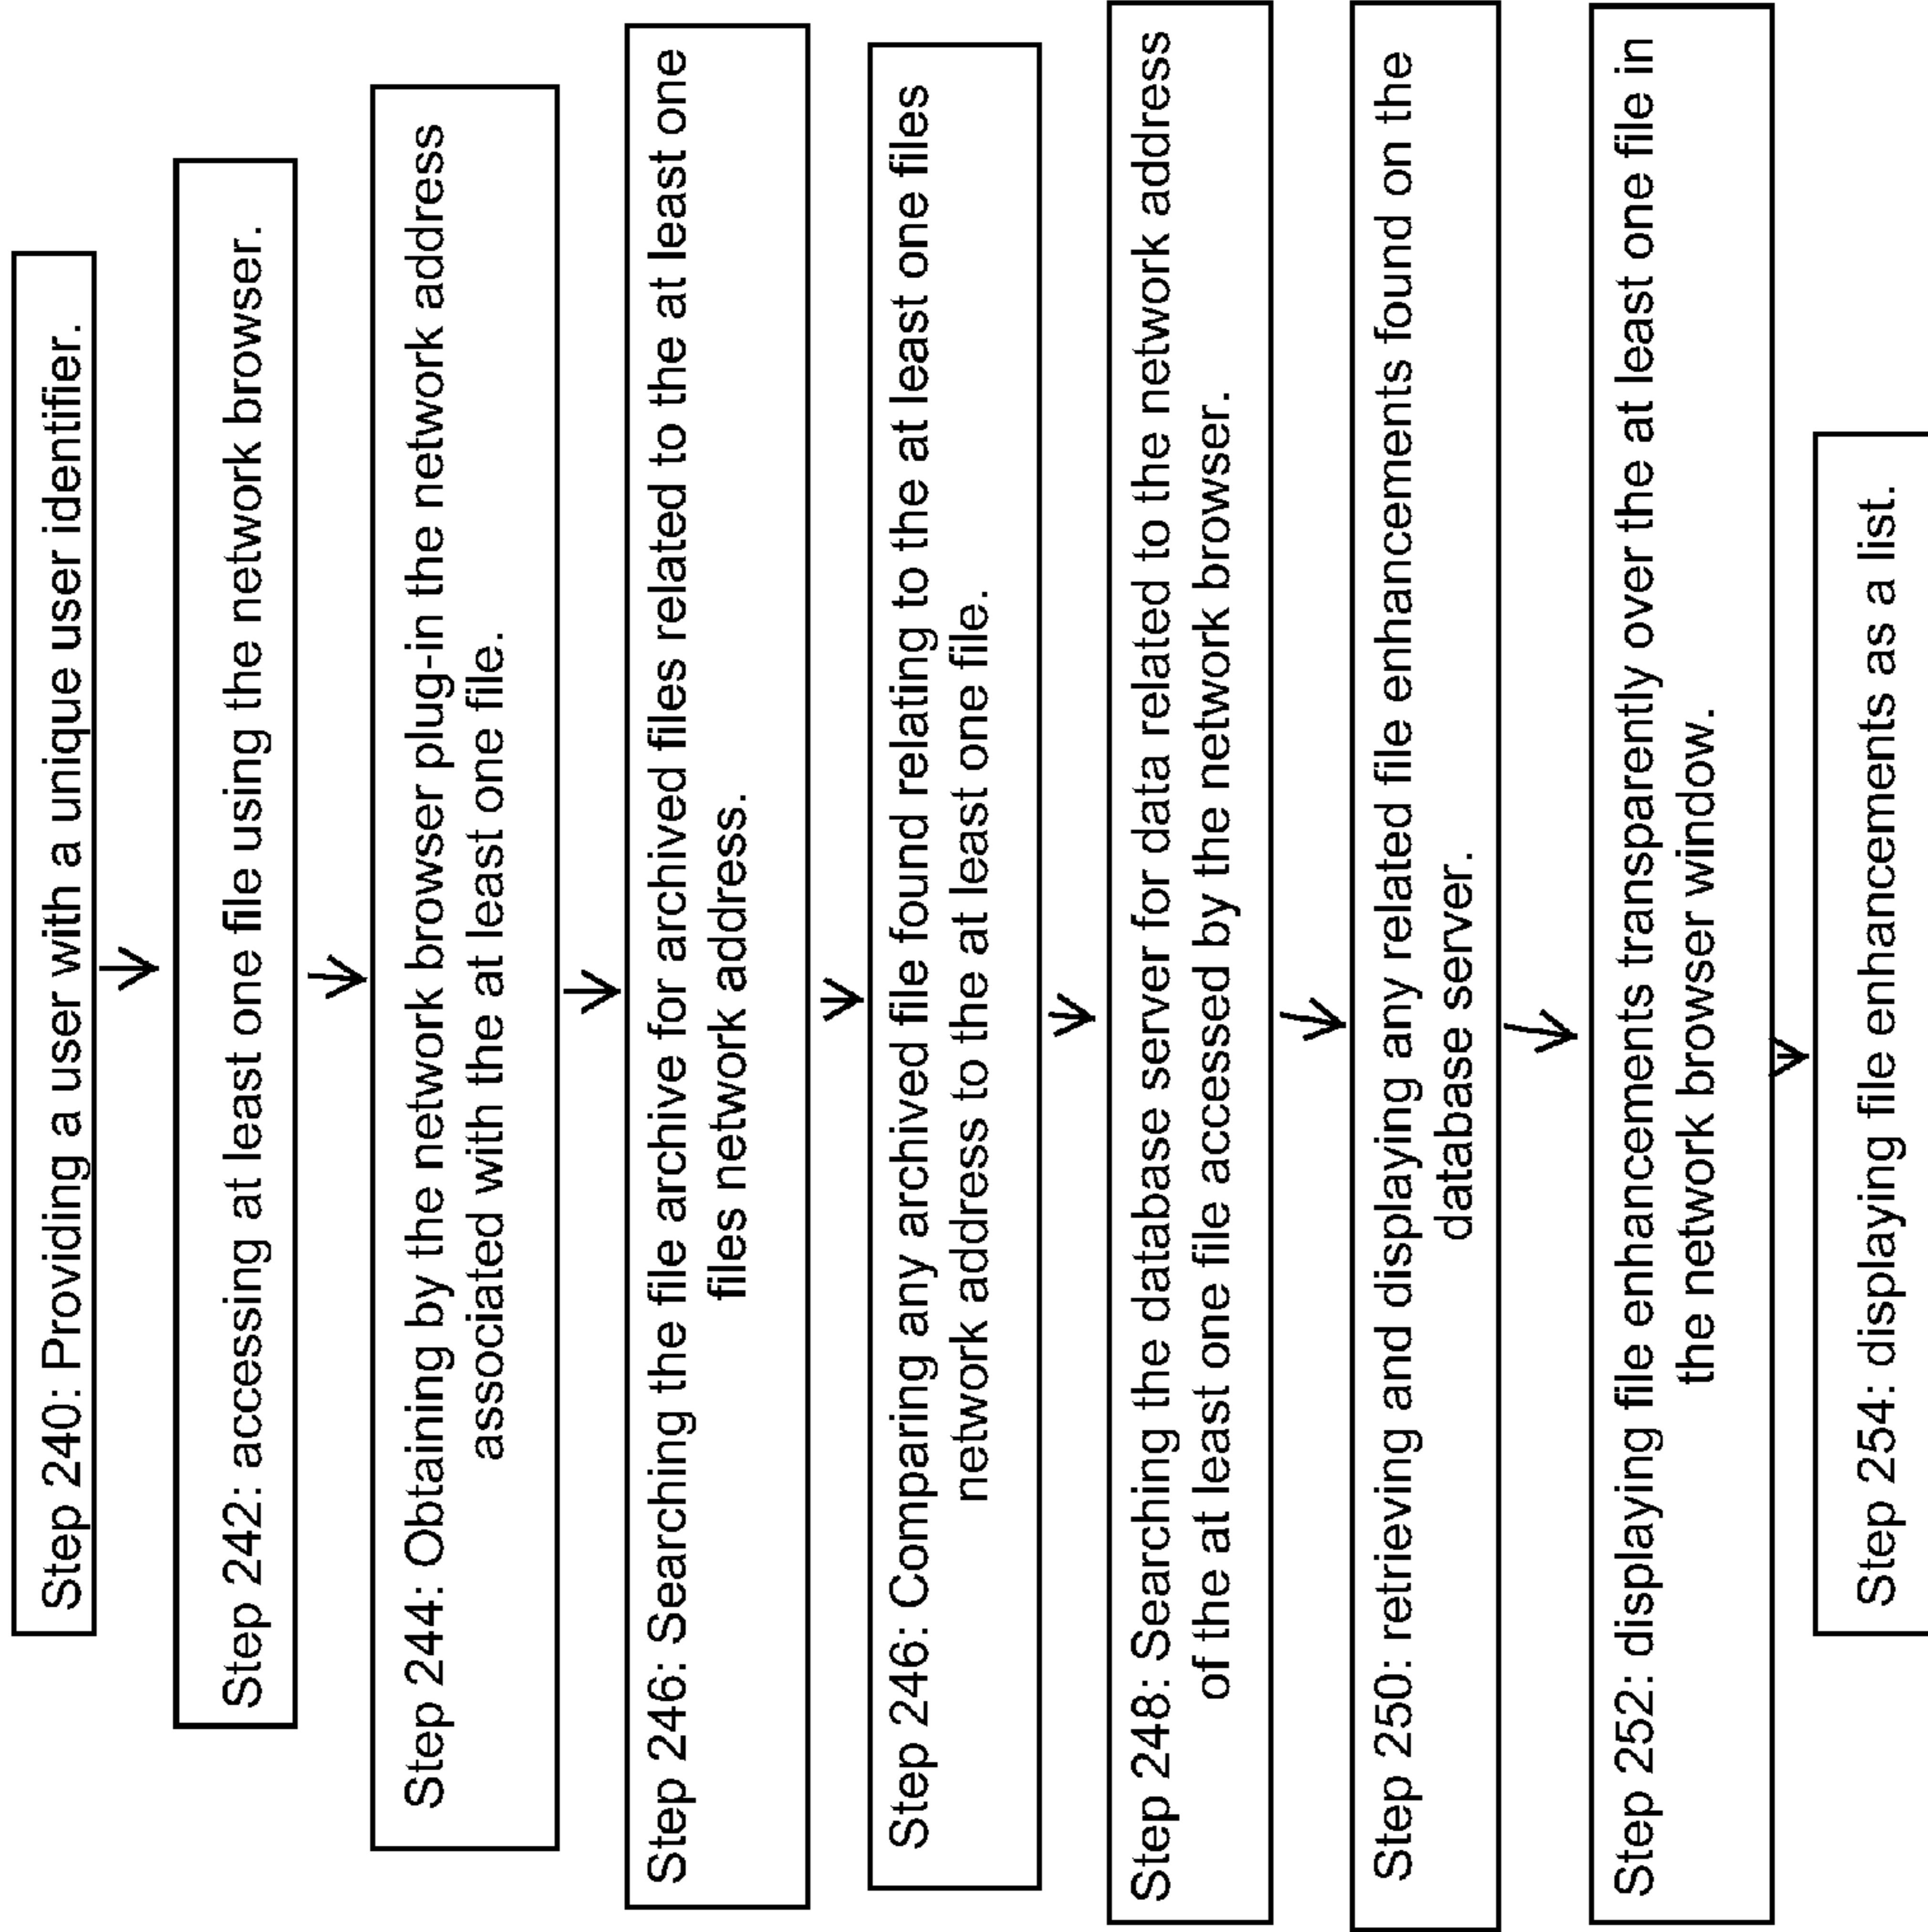 Step 240: Providing a user with a unique user identifier.
Step 242: accessing at least one file using the network browser.
Step 244: Obtaining by the network browser plug-in the network address
associated with the at least one file.
Step 246: Searching the file archive for archived files related to the at least one
files network address.
Step 246: Comparing any archived file found relating to the at least one files
network address to the at least one file.
Step 248: Searching the database server for data related to the network address
of the at least one file accessed by the network browser.
Step 250: retrieving and displaying any related file enhancements found on the
database server.
Step 252: displaying file enhancements transparently over the at least one file in
the network browser window.
Step 254: displaying file enhancements as a list.